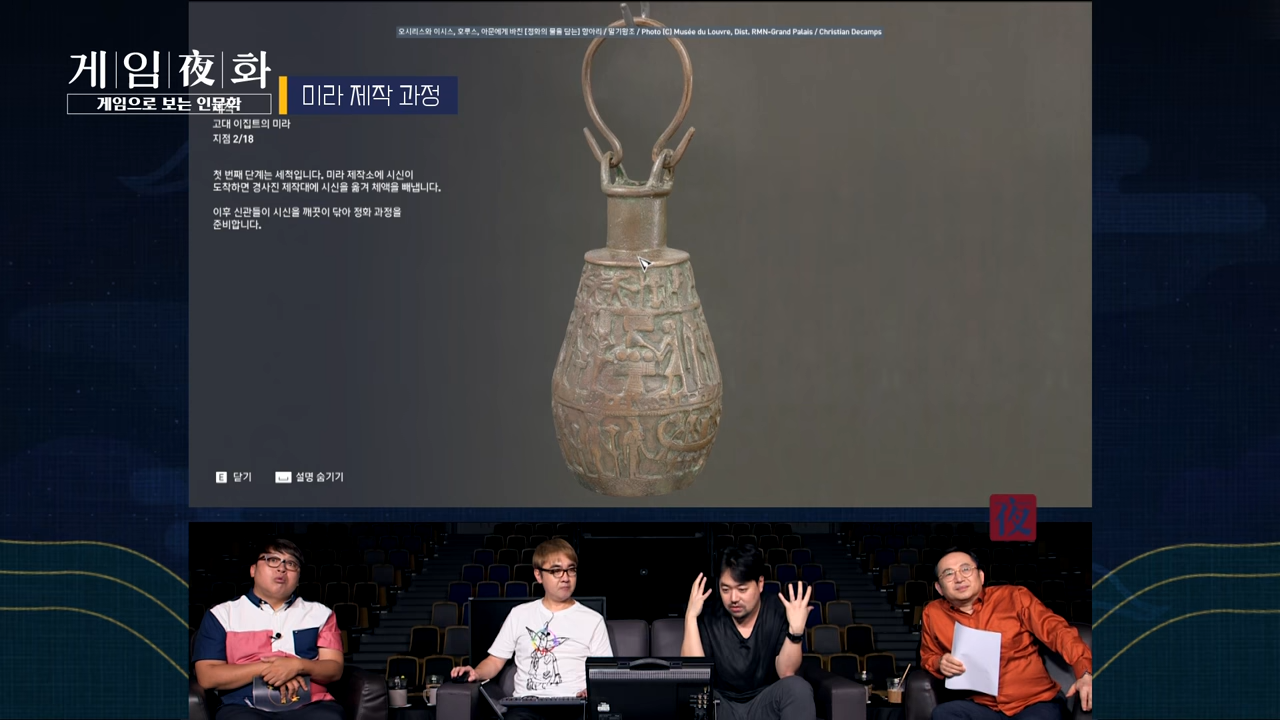 오시리스와 이시스, 호루스, 아문에게 바친 [정화의 물을 담는] 항아리 / 말기왕조 / Photo (C) Musée du Louvre, Dist. RMN-Grand Palais / Christian Decamps
게임夜화
게임으로 보는 인문학
미라 제작 과정
고대 이집트의 미라
지점 2/18
첫 번째 단계는 세척입니다. 미라 제작소에 시신이
도착하면 경사진 제작대에 시신을 옮겨 체액을 빼냅니다.
이후 신관들이 시신을 깨끗이 닦아 정화 과정을
준비합니다.
E 닫기
설명 숨기기
夜